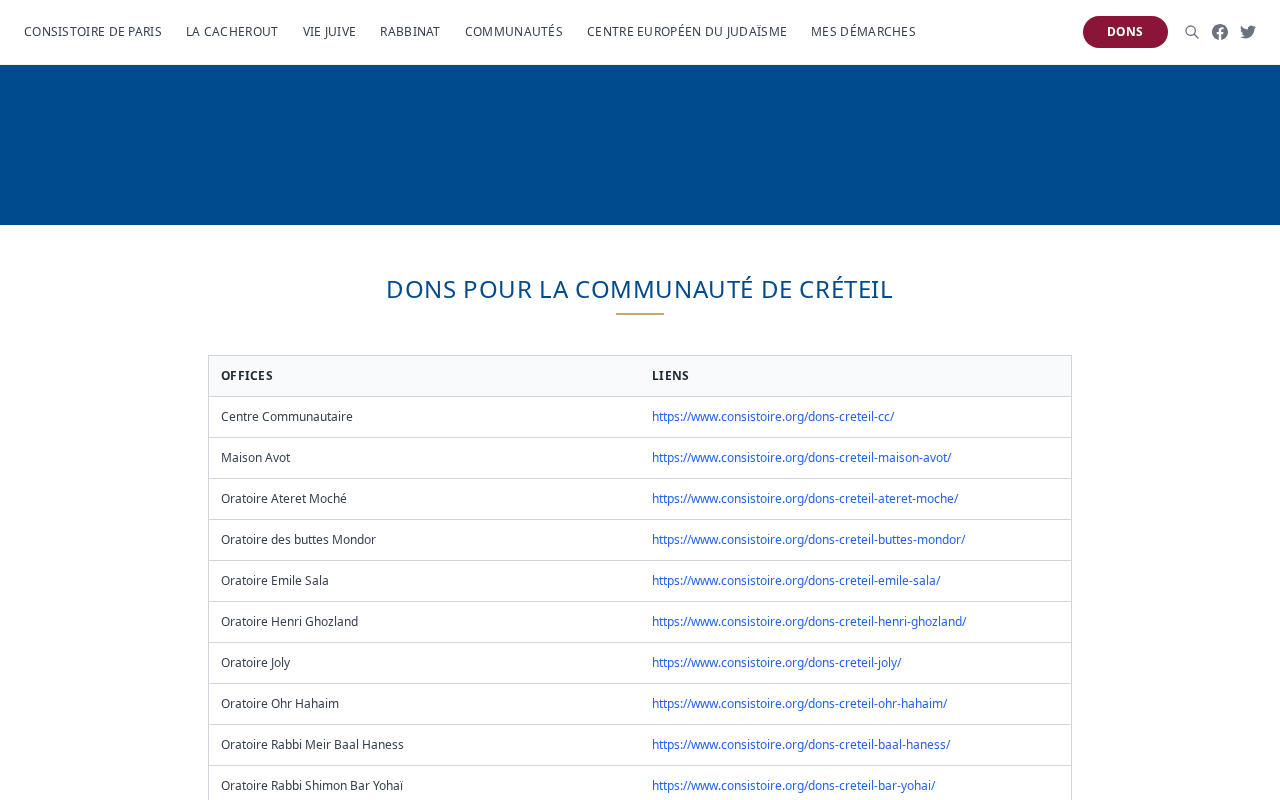 CONSISTOIRE DE PARIS LA CACHEROUT VIE JUIVE RABBINAT COMMUNAUTÉS CENTRE EUROPÉEN DU JUDAÏSME MES DÉMARCHES DONS
DONS POUR LA COMMUNAUTÉ DE CRÉTEIL
OFFICES LIENS
Centre Communautaire https://www.consistoire.org/dons-creteil-cc/
Maison Avot https://www.consistoire.org/dons-creteil-maison-avot/
Oratoire Ateret Moché https://www.consistoire.org/dons-creteil-ateret-moche/
Oratoire des buttes Mondor https://www.consistoire.org/dons-creteil-buttes-mondor/
Oratoire Emile Sala https://www.consistoire.org/dons-creteil-emile-sala/
Oratoire Henri Ghozland https://www.consistoire.org/dons-creteil-henri-ghozland/
Oratoire Joly https://www.consistoire.org/dons-creteil-joly/
Oratoire Ohr Hahaim https://www.consistoire.org/dons-creteil-ohr-hahaim/
Oratoire Rabbi Meir Baal Haness https://www.consistoire.org/dons-creteil-baal-haness/
Oratoire Rabbi Shimon Bar Yohaï https://www.consistoire.org/dons-creteil-bar-yohai/